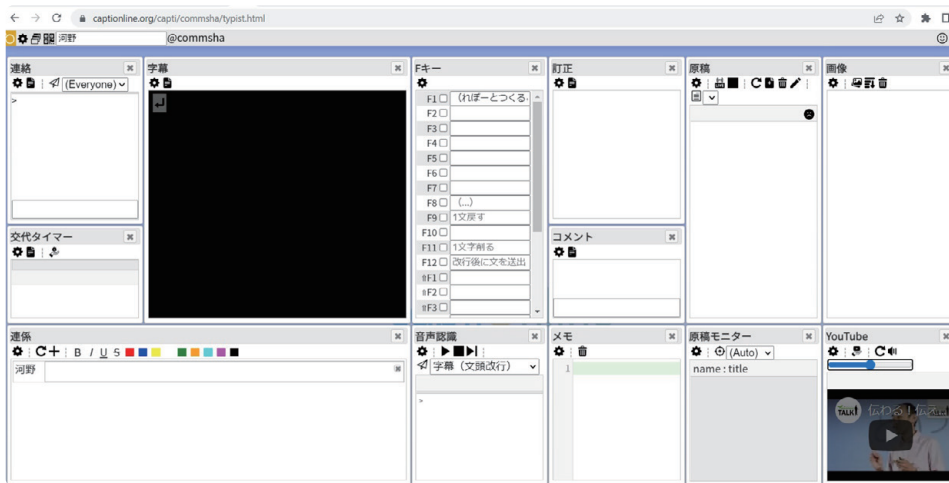 captionline.org/capti/commsha/typist.html
河野
@commsha
連絡
(Everyone)
>
字幕
Fキー
F1 （れぽーとつくる.
F2
F3
F4
F5
F6
F7
F8 （…）
F9 1文戻す
F10
F11 1文字削る
F12 改行後に文を送出
⇧F1
⇧F2
⇧F3
訂正
原稿
画像
交代タイマー
コメント
連係
B I U S
河野
音声認識
字幕（文頭改行）
>
メモ
1
原稿モニター
(Auto)
name : title
YouTube
TALK!
伝わる！伝え